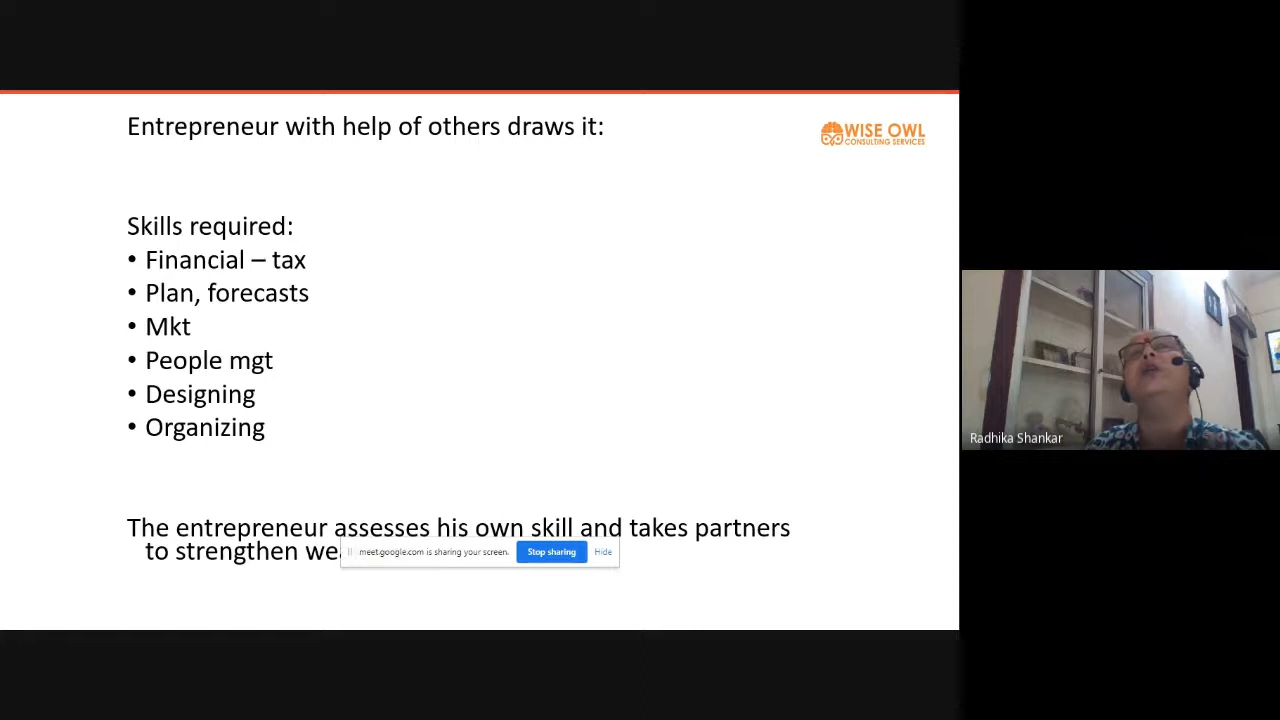 Entrepreneur with help of others draws it:
WISE OWL
CONSULTING SERVICES
Skills required:
• Financial – tax
• Plan, forecasts
• Mkt
• People mgt
• Designing
• Organizing
The entrepreneur assesses his own skill and takes partners
to strengthen
meet.google.com is sharing your screen.
Stop sharing
Hide
Radhika Shankar